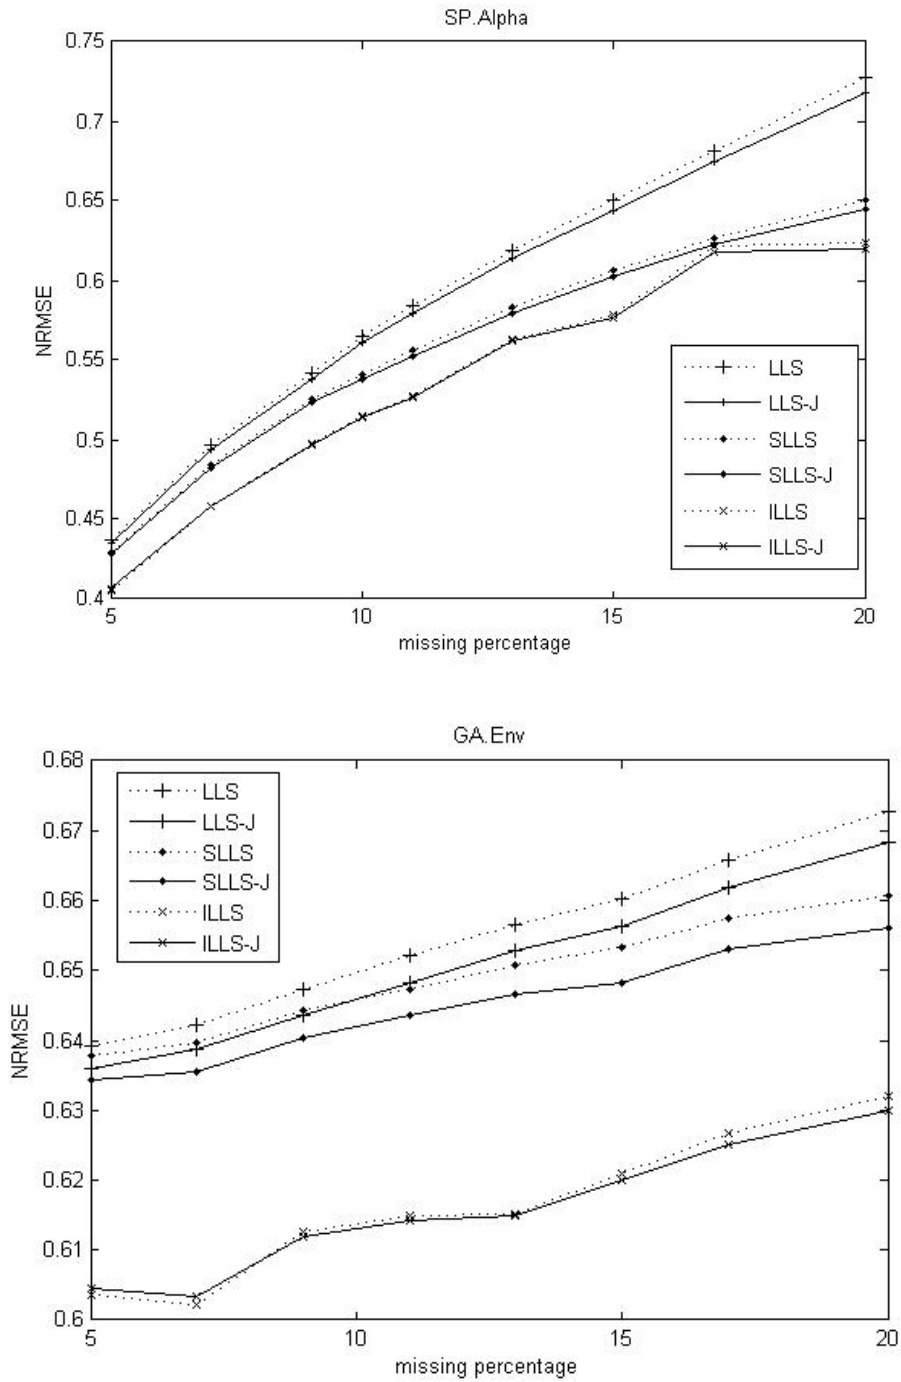 SP.Alpha
0.75
0.7
0.65
0.6
0.55
0.5
0.45
0.4
NRMSE
LLS
LLS-J
SLLS
SLLS-J
ILLS
ILLS-J
5 10 15 20
missing percentage
GA.Env
0.68
0.67
0.66
0.65
0.64
0.63
0.62
0.61
0.6
NRMSE
LLS
LLS-J
SLLS
SLLS-J
ILLS
ILLS-J
5 10 15 20
missing percentage